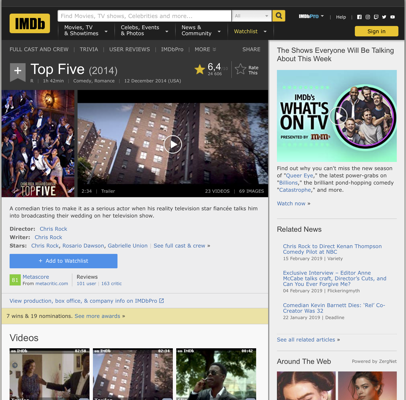 IMDb
Find Movies, TV shows, Celebrities and more...
All
IMDbPro
Help
Movies, TV
& Showtimes
Celebs, Events
& Photos
News &
Community
Watchlist
Sign in
FULL CAST AND CREW | TRIVIA | USER REVIEWS | IMDbPro | MORE
SHARE
Top Five (2014)
6,4
Rate
This
R | 1h 42min | Comedy, Romance | 12 December 2014 (USA)
TOP FIVE
2:34 | Trailer
23 VIDEOS | 69 IMAGES
A comedian tries to make it as a serious actor when his reality television star fiancée talks him
into broadcasting their wedding on her television show.
Director: Chris Rock
Writer: Chris Rock
Stars: Chris Rock, Rosario Dawson, Gabrielle Union | See full cast & crew »
+ Add to Watchlist
81
Metascore
From metacritic.com
Reviews
101 user | 163 critic
View production, box office, & company info on IMDbPro
7 wins & 19 nominations. See more awards »
Videos
The Shows Everyone Will Be Talking
About This Week
IMDb's
WHAT'S
ON TV
PRESENTED BY M&M'S
Find out why you can't miss the new season
of "Queer Eye," the latest power-grabs on
"Billions," the brilliant pond-hopping comedy
"Catastrophe," and more.
Watch now »
Related News
Chris Rock to Direct Kenan Thompson
Comedy Pilot at NBC
15 February 2019 | Variety
Exclusive Interview – Editor Anne
McCabe talks craft, Director's Cuts, and
Can You Ever Forgive Me?
04 February 2019 | Flickeringmyth
Comedian Kevin Barnett Dies: 'Rel' Co-
Creator Was 32
22 January 2019 | Deadline
See all related articles »
Around The Web
Powered by ZergNet